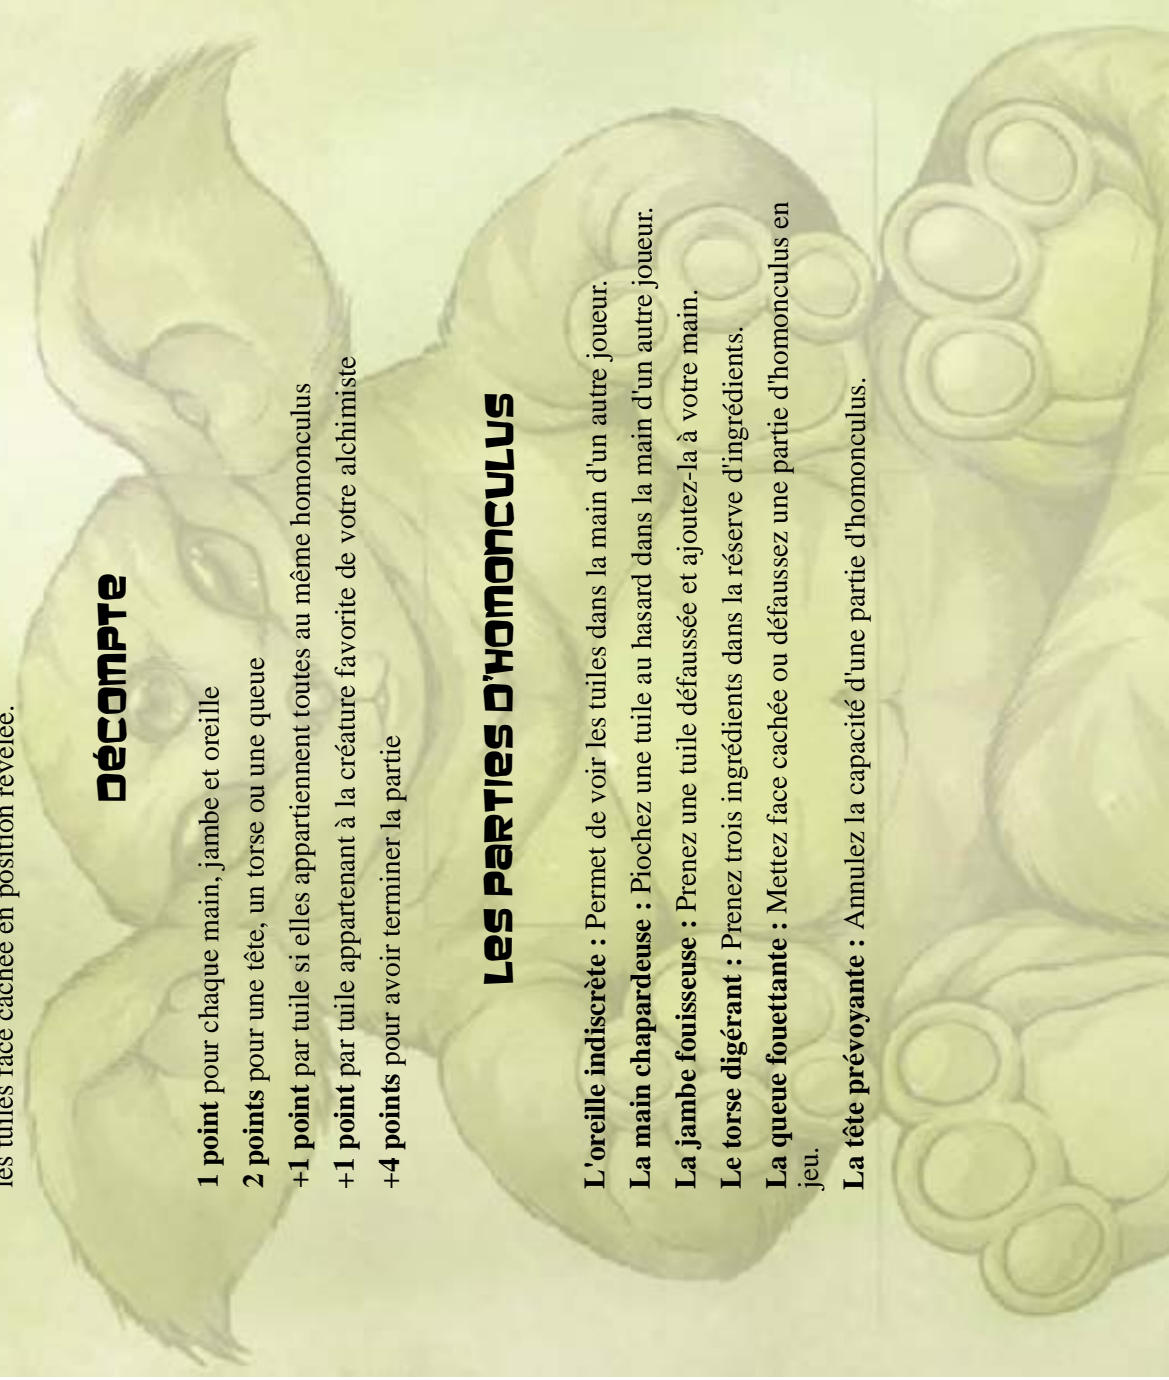 les tuiles face cachée en position révélée.
Décompte
1 point pour chaque main, jambe et oreille
2 points pour une tête, un torse ou une queue
+1 point par tuile si elles appartiennent toutes au même homonculus
+1 point par tuile appartenant à la créature favorite de votre alchimiste
+4 points pour avoir terminer la partie
Les Parties d'Homonculus
L'oreille indiscrète : Permet de voir les tuiles dans la main d'un autre joueur.
La main chapardeuse : Piochez une tuile au hasard dans la main d'un autre joueur.
La jambe fouisseuse : Prenez une tuile défaussée et ajoutez-la à votre main.
Le torse digérant : Prenez trois ingrédients dans la réserve d'ingrédients.
La queue fouettante : Mettez face cachée ou défaussez une partie d'homonculus en
jeu.
La tête prévoyante : Annulez la capacité d'une partie d'homonculus.